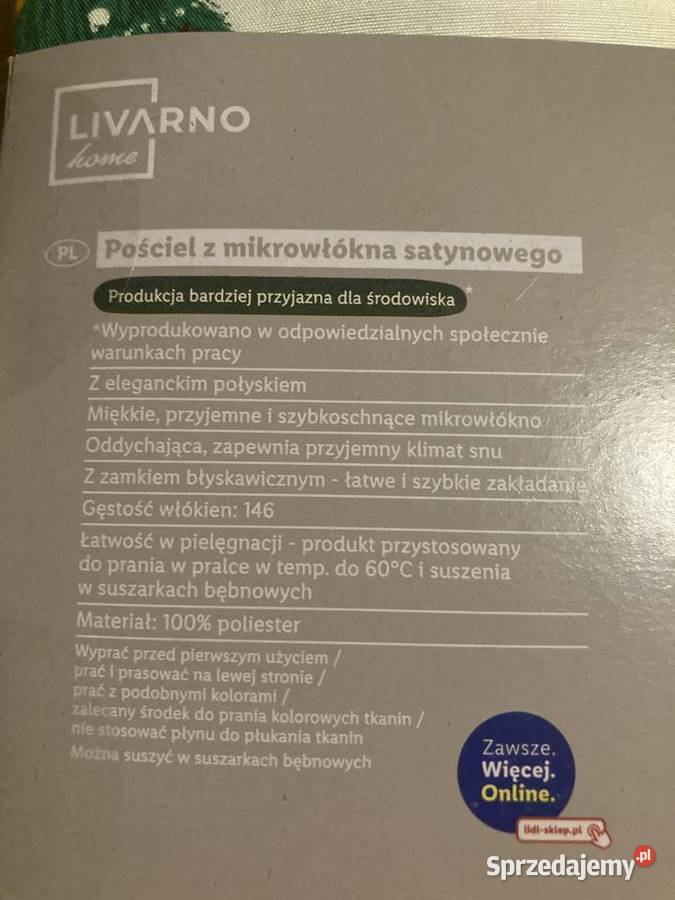 LIVARNO
home
PL
Pościel z mikrowłókna satynowego
Produkcja bardziej przyjazna dla środowiska *
*Wyprodukowano w odpowiedzialnych społecznie
warunkach pracy
Z eleganckim połyskiem
Miękkie, przyjemne i szybkoschnące mikrowłókno
Oddychająca, zapewnia przyjemny klimat snu
Z zamkiem błyskawicznym - łatwe i szybkie zakładanie
Gęstość włókien: 146
Łatwość w pielęgnacji - produkt przystosowany
do prania w pralce w temp. do 60°C i suszenia
w suszarkach bębnowych
Materiał: 100% poliester
Wyprać przed pierwszym użyciem /
prać i prasować na lewej stronie /
prać z podobnymi kolorami /
zalecany środek do prania kolorowych tkanin /
nie stosować płynu do płukania tkanin
Można suszyć w suszarkach bębnowych
Zawsze.
Więcej.
Online.
lidl-sklep.pl
Sprzedajemy.pl